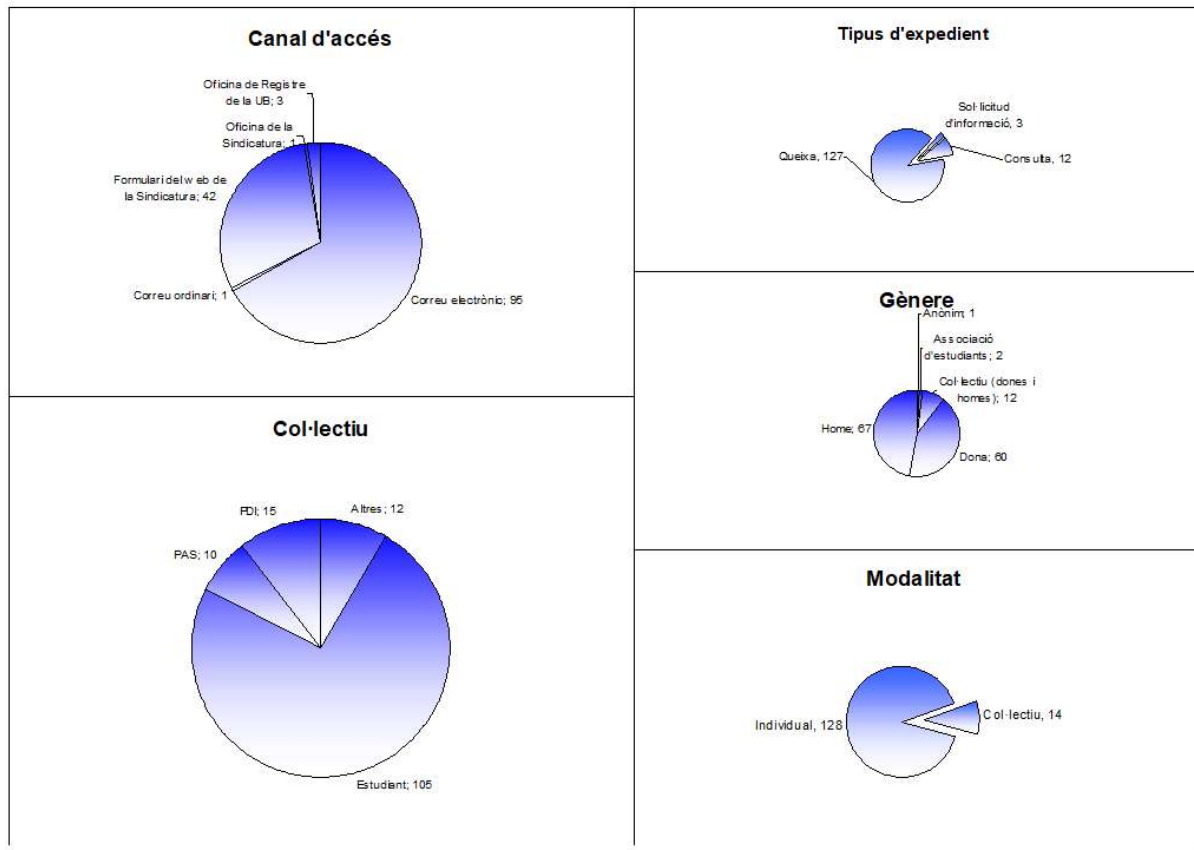 Canal d'accés
Oficina de Registre
de la UB; 3
Oficina de la
Sindicatura; 1
Formulari del web de
la Sindicatura; 42
Correu ordinari; 1
Correu electrònic; 95
Col·lectiu
PDI; 15
Altres; 12
PAS; 10
Estudiant; 105
Tipus d'expedient
Sol·licitud
d'informació, 3
Queixa, 127
Consulta, 12
Gènere
Anònim; 1
Associació
d'estudiants; 2
Col·lectiu (dones i
homes); 12
Home; 67
Dona; 60
Modalitat
Individual, 128
Col·lectiu, 14